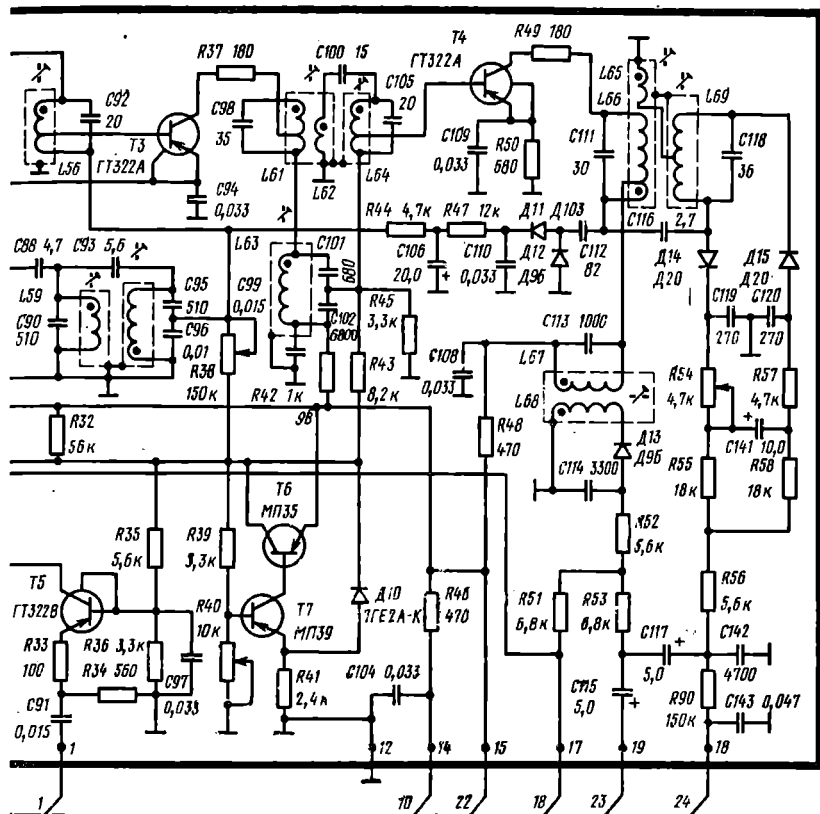 R37 180
C100 15
T4
ГТ322А
R49 180
C92
20
T3
ГТ322А
C98
35
C105
20
L65
L66
L69
C109
0,033
R50
680
C111
30
C118
36
L56
C94
0,033
L61
L62
L64
R44 4,7к
R47 12к
Д11
Д103
C116
2,7
C88 4,7
C93 5,6
L63
C101
680
C106
20,0
+
C110
0,033
Д12
Д9Б
C112
82
Д14
Д20
Д15
Д20
L59
C90
510
C95
510
C96
0,01
C99
0,015
C102
6800
R45
3,3к
C119
270
C120
270
R38
150к
R42
1к
R43
8,2к
C108
0,033
C113 1000
L67
L68
R54
4,7к
R57
4,7к
9В
R32
56к
R48
470
Д13
Д9Б
+
C141 10,0
C114 3300
R55
18к
R58
18к
T6
МП35
R35
5,6к
R39
3,3к
R52
5,6к
T5
ГТ322В
R40
10к
T7
МП39
Д10
7ГЕ2А-К
R46
470
R51
6,8к
R53
6,8к
R56
5,6к
R33
100
R36 3,3к
R34 560
C97
0,033
R41
2,4к
C104 0,033
C117
5,0
+
C142
4700
C91
0,015
C115
5,0
+
R90
150к
C143 0,047
1
12
14
15
17
19
18
1
10
22
18
23
24